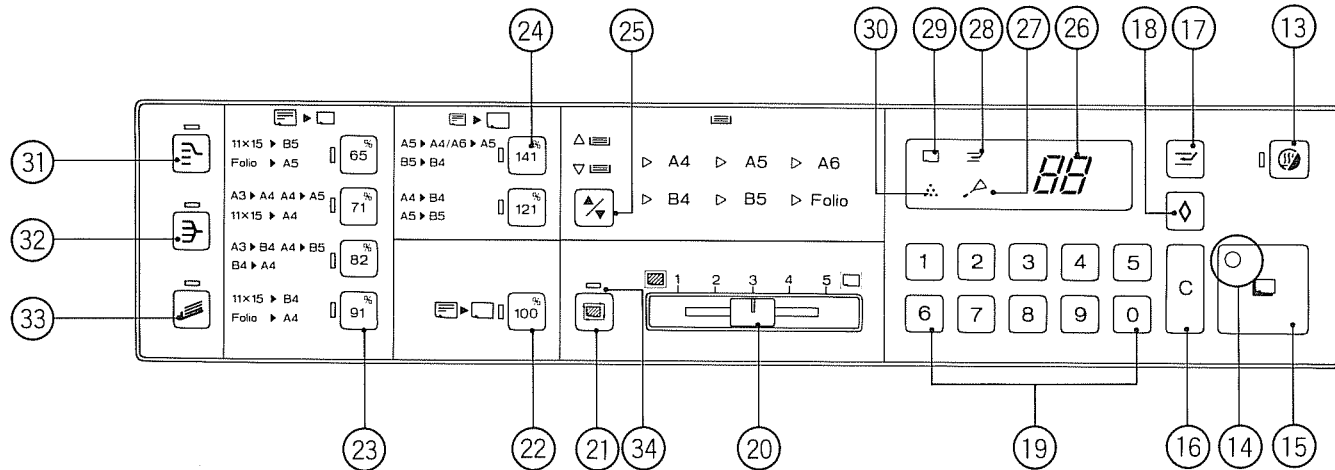 24 25 30 29 28 27 26 18 17 13
31
32
33
11×15 ▶ B5
Folio ▶ A5
65%
A3 ▶ A4 A4 ▶ A5
11×15 ▶ A4
71%
A3 ▶ B4 A4 ▶ B5
B4 ▶ A4
82%
11×15 ▶ B4
Folio ▶ A4
91%
A5 ▶ A4/A6 ▶ A5
B5 ▶ B4
141%
A4 ▶ B4
A5 ▶ B5
121%
100%
▷ A4 ▷ A5 ▷ A6
▷ B4 ▷ B5 ▷ Folio
1 2 3 4 5
88
1 2 3 4 5
6 7 8 9 0
C
23 22 21 34 20 19 16 14 15